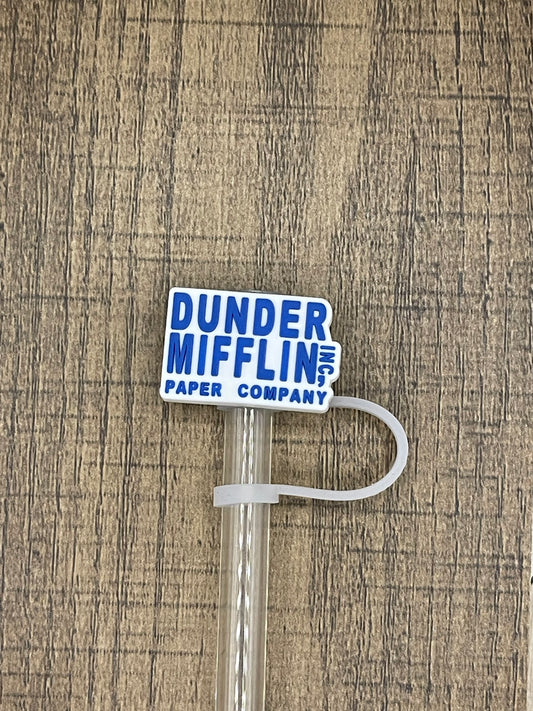 DUNDER
MIFFLIN INC,
PAPER COMPANY